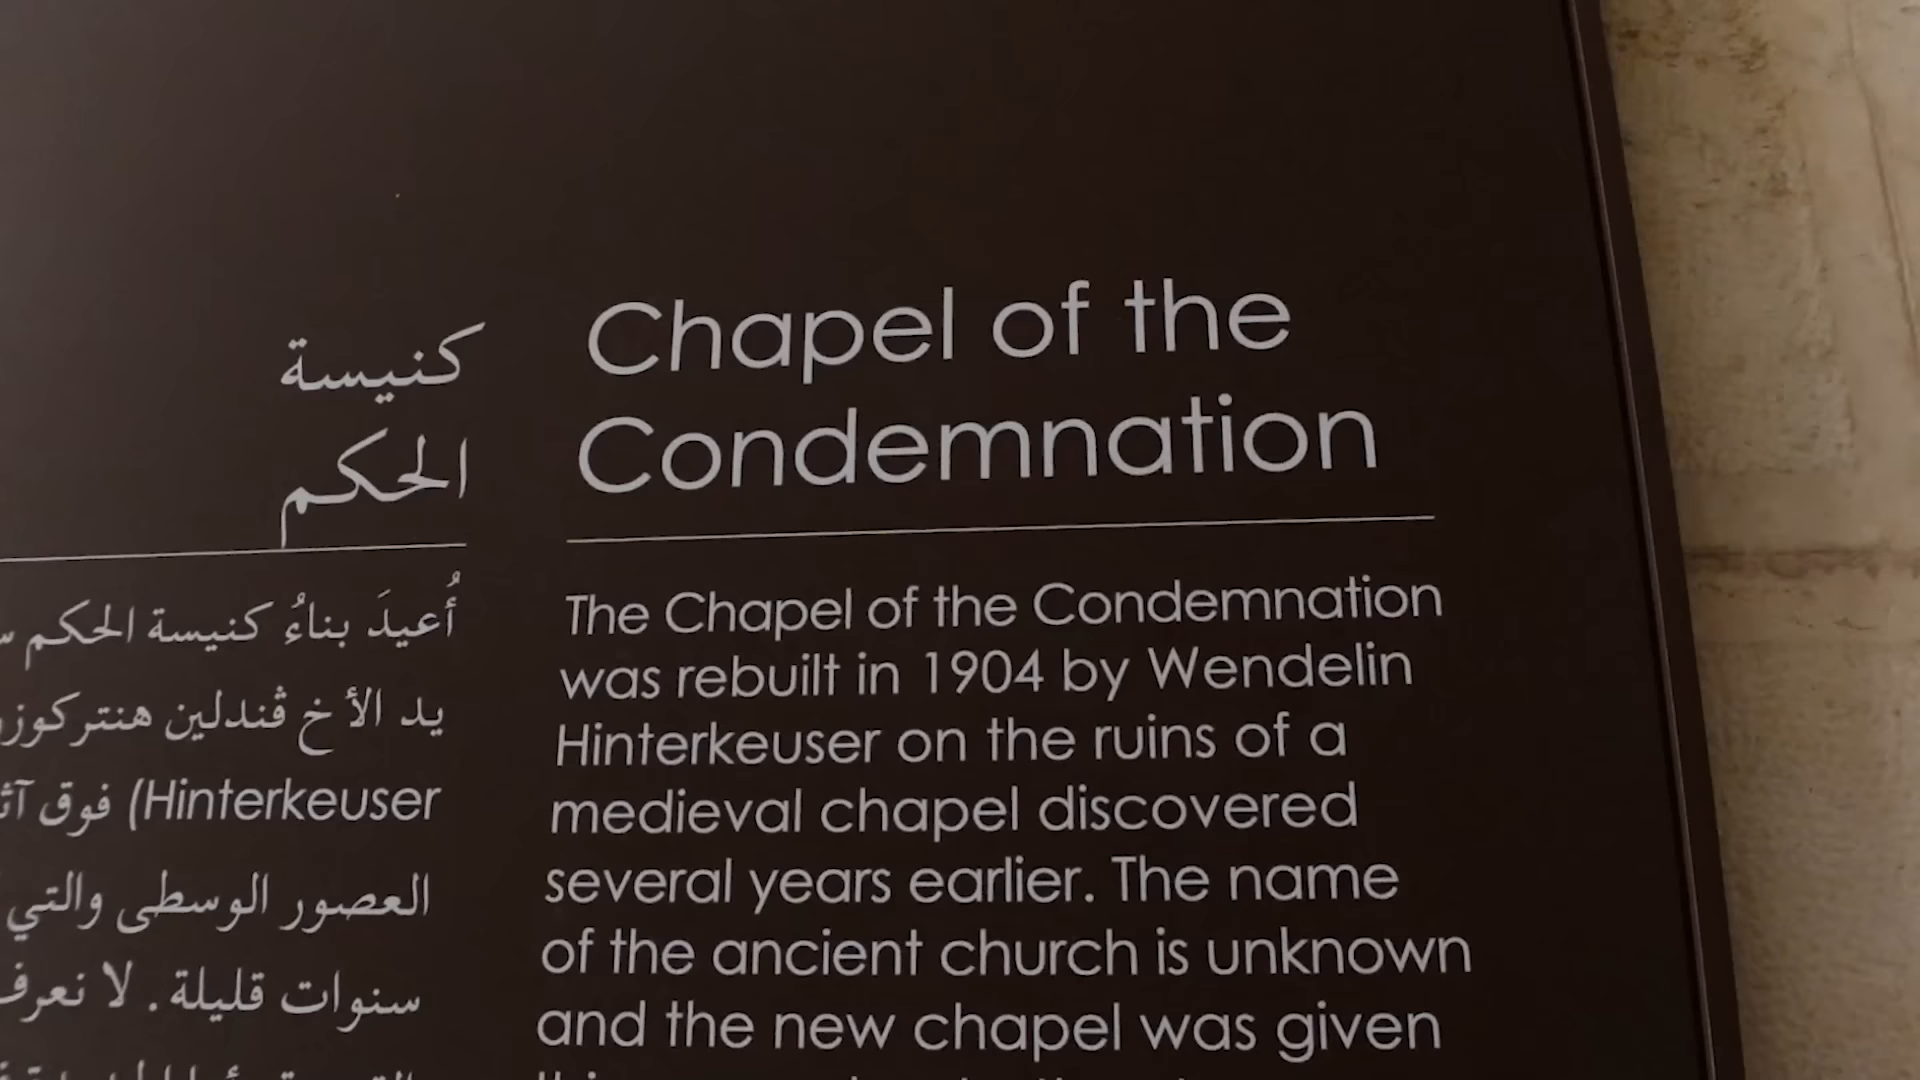 كنيسة
الحكم
أُعيدَ بناءُ كنيسة الحكم
يد الأخ ڤندلين هنتركوزر
Hinterkeuser) فوق
العصور الوسطى والتي
سنوات قليلة. لا نعرف
Chapel of the
Condemnation
The Chapel of the Condemnation
was rebuilt in 1904 by Wendelin
Hinterkeuser on the ruins of a
medieval chapel discovered
several years earlier. The name
of the ancient church is unknown
and the new chapel was given